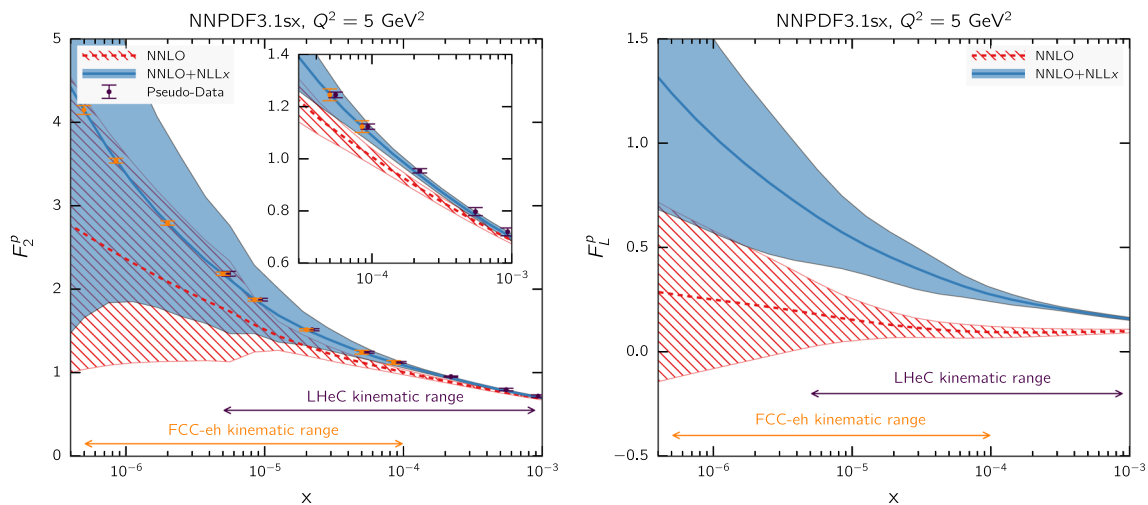 NNPDF3.1sx, Q² = 5 GeV²
NNLO
NNLO+NLLx
Pseudo-Data
5
4
3
2
1
0
F₂ᵖ
1.4
1.2
1.0
0.8
0.6
10⁻⁴
10⁻³
LHeC kinematic range
FCC-eh kinematic range
10⁻⁶
10⁻⁵
10⁻⁴
10⁻³
x
NNPDF3.1sx, Q² = 5 GeV²
NNLO
NNLO+NLLx
1.5
1.0
0.5
0.0
−0.5
F_Lᵖ
LHeC kinematic range
FCC-eh kinematic range
10⁻⁶
10⁻⁵
10⁻⁴
10⁻³
x